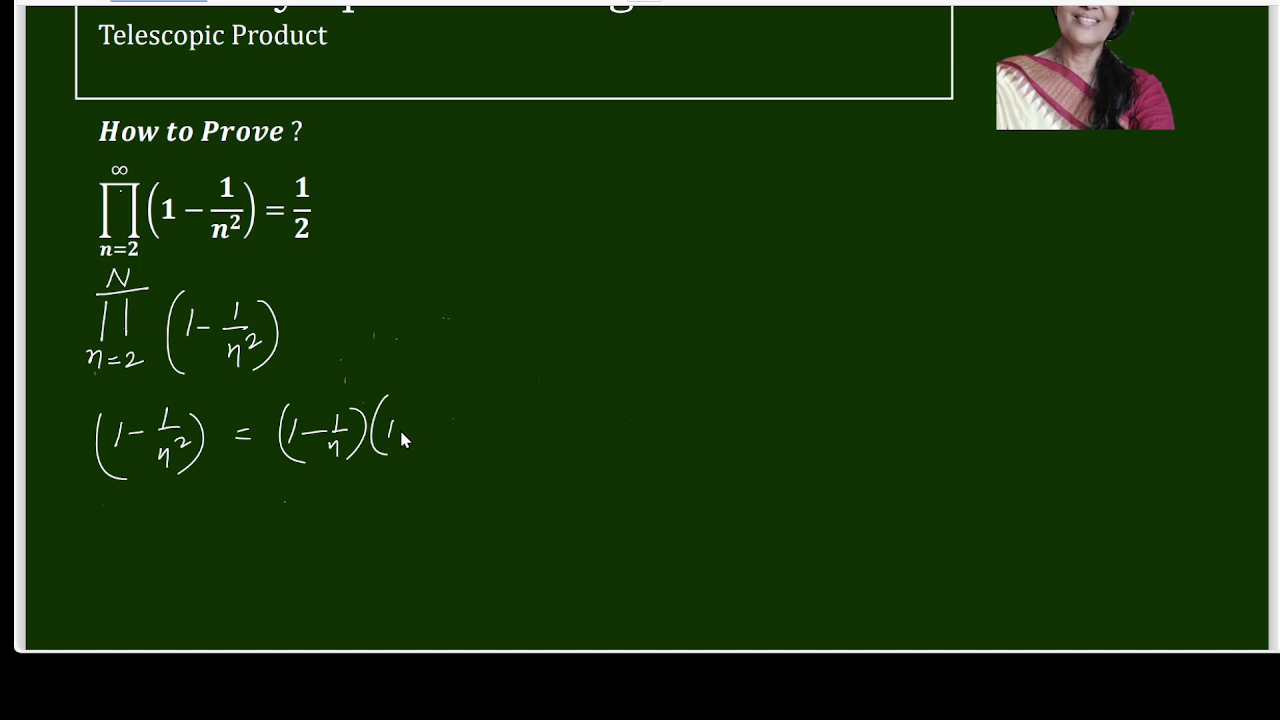 Telescopic Product
How to Prove ?
∞
∏ (1 − 1/n²) = 1/2
n=2
N
∏ (1 − 1/n²)
n=2
(1 − 1/n²) = (1 − 1/n)(1